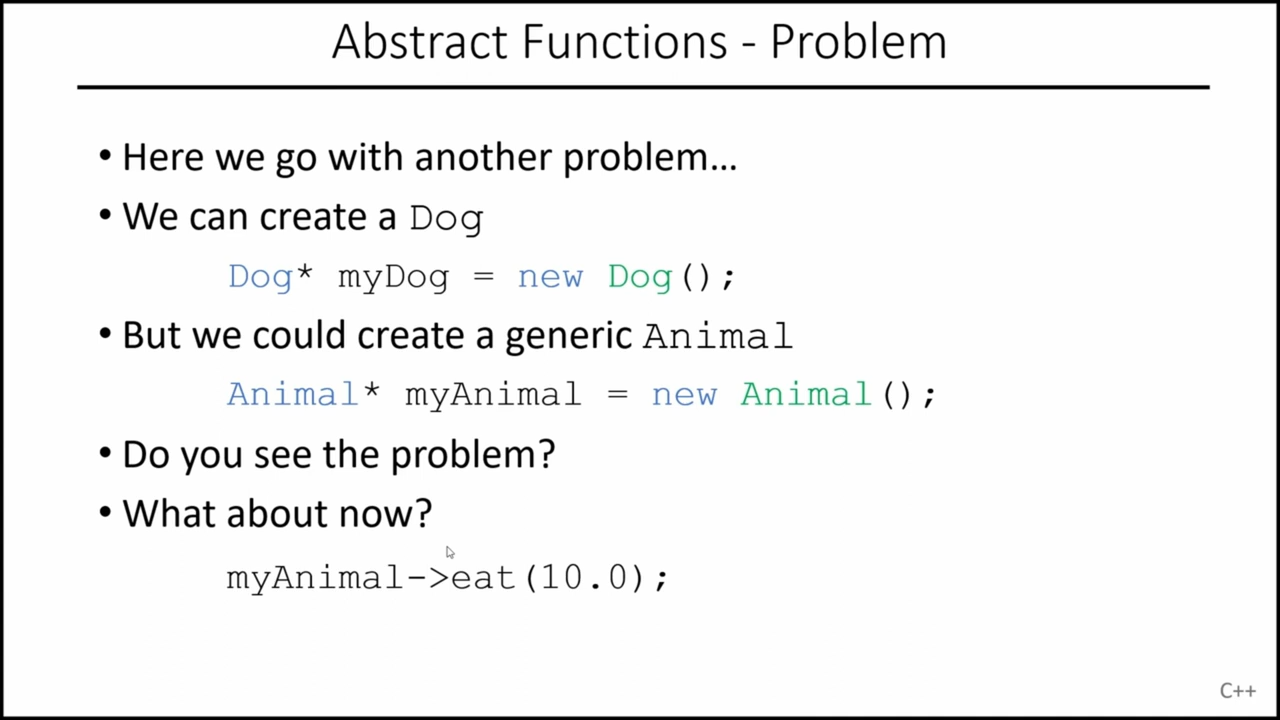 Abstract Functions - Problem
• Here we go with another problem…
• We can create a Dog
Dog* myDog = new Dog();
• But we could create a generic Animal
Animal* myAnimal = new Animal();
• Do you see the problem?
• What about now?
myAnimal->eat(10.0);
C++